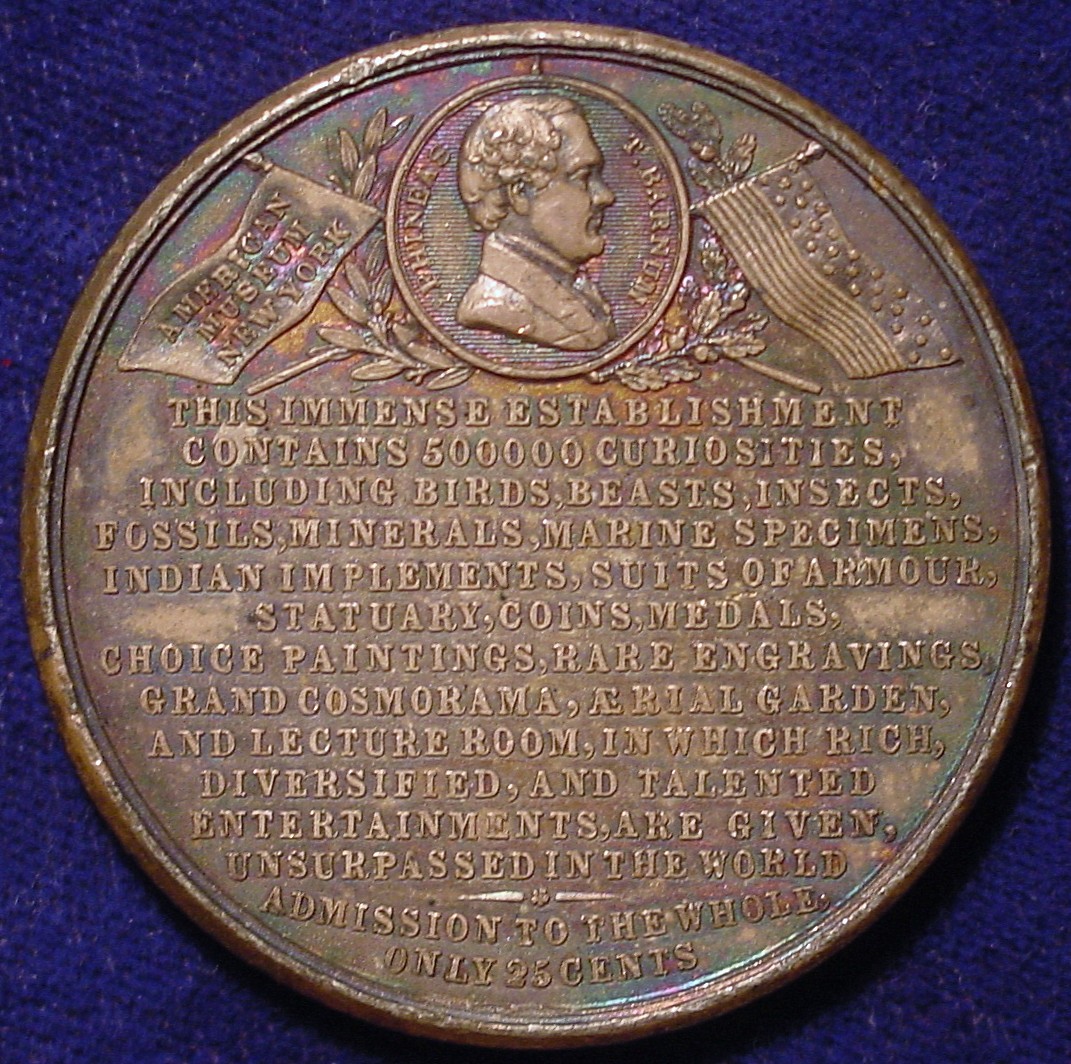 AMERICAN
MUSEUM
NEW YORK
PHINEAS T. BARNUM
THIS IMMENSE ESTABLISHMENT
CONTAINS 500000 CURIOSITIES,
INCLUDING BIRDS, BEASTS, INSECTS,
FOSSILS, MINERALS, MARINE SPECIMENS,
INDIAN IMPLEMENTS, SUITS OF ARMOUR,
STATUARY, COINS, MEDALS,
CHOICE PAINTINGS, RARE ENGRAVINGS,
GRAND COSMORAMA, ÆRIAL GARDEN,
AND LECTURE ROOM, IN WHICH RICH,
DIVERSIFIED, AND TALENTED
ENTERTAINMENTS, ARE GIVEN,
UNSURPASSED IN THE WORLD
ADMISSION TO THE WHOLE,
ONLY 25 CENTS